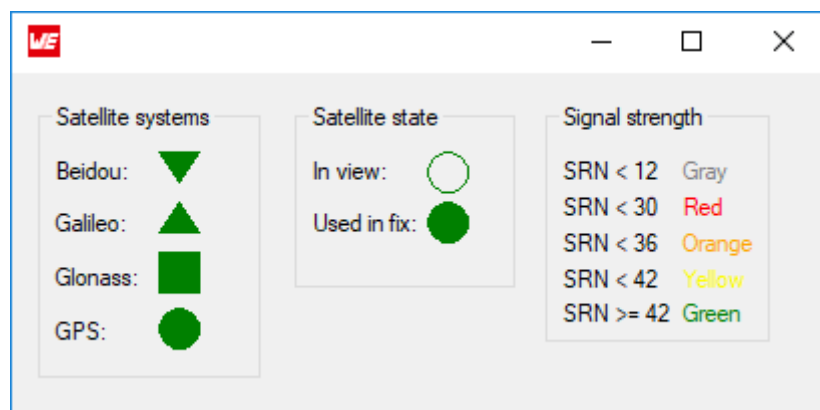 WE
Satellite systems
Beidou:
Galileo:
Glonass:
GPS:
Satellite state
In view:
Used in fix:
Signal strength
SRN < 12 Gray
SRN < 30 Red
SRN < 36 Orange
SRN < 42 Yellow
SRN >= 42 Green